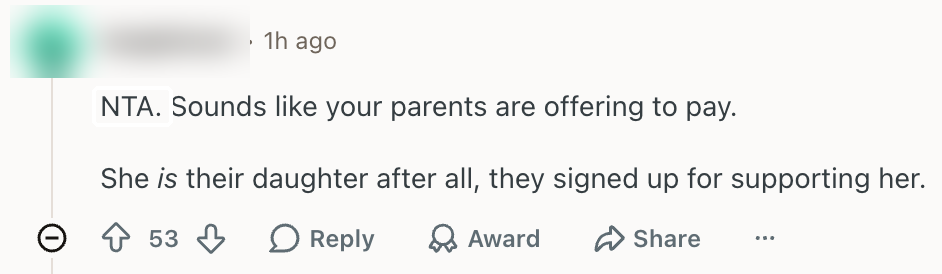 · 1h ago
NTA. Sounds like your parents are offering to pay.
She is their daughter after all, they signed up for supporting her.
53 Reply Award Share ...